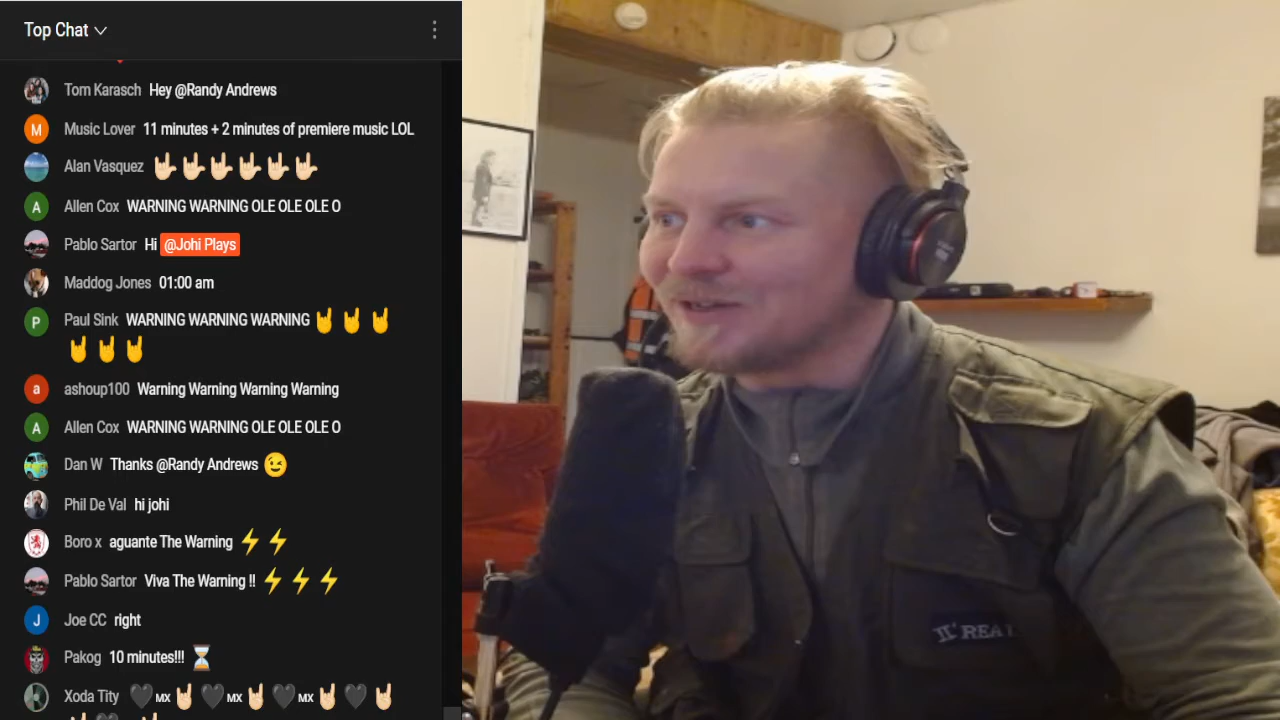 Top Chat
Tom Karasch Hey @Randy Andrews
M Music Lover 11 minutes + 2 minutes of premiere music LOL
Alan Vasquez 🤟🏻🤟🏻🤟🏻🤟🏻🤟🏻🤟🏻
A Allen Cox WARNING WARNING OLE OLE OLE O
Pablo Sartor Hi @Johi Plays
Maddog Jones 01:00 am
P Paul Sink WARNING WARNING WARNING 🤘 🤘 🤘
🤘 🤘 🤘
a ashoup100 Warning Warning Warning Warning
A Allen Cox WARNING WARNING OLE OLE OLE O
Dan W Thanks @Randy Andrews 😉
Phil De Val hi johi
Boro x aguante The Warning ⚡ ⚡
Pablo Sartor Viva The Warning !! ⚡ ⚡ ⚡
J Joe CC right
Pakog 10 minutes!!! ⏳
Xoda Tity 🖤 MX 🤘🏻 🖤 MX 🤘🏻 🖤 MX 🤘🏻 🖤 🤘🏻